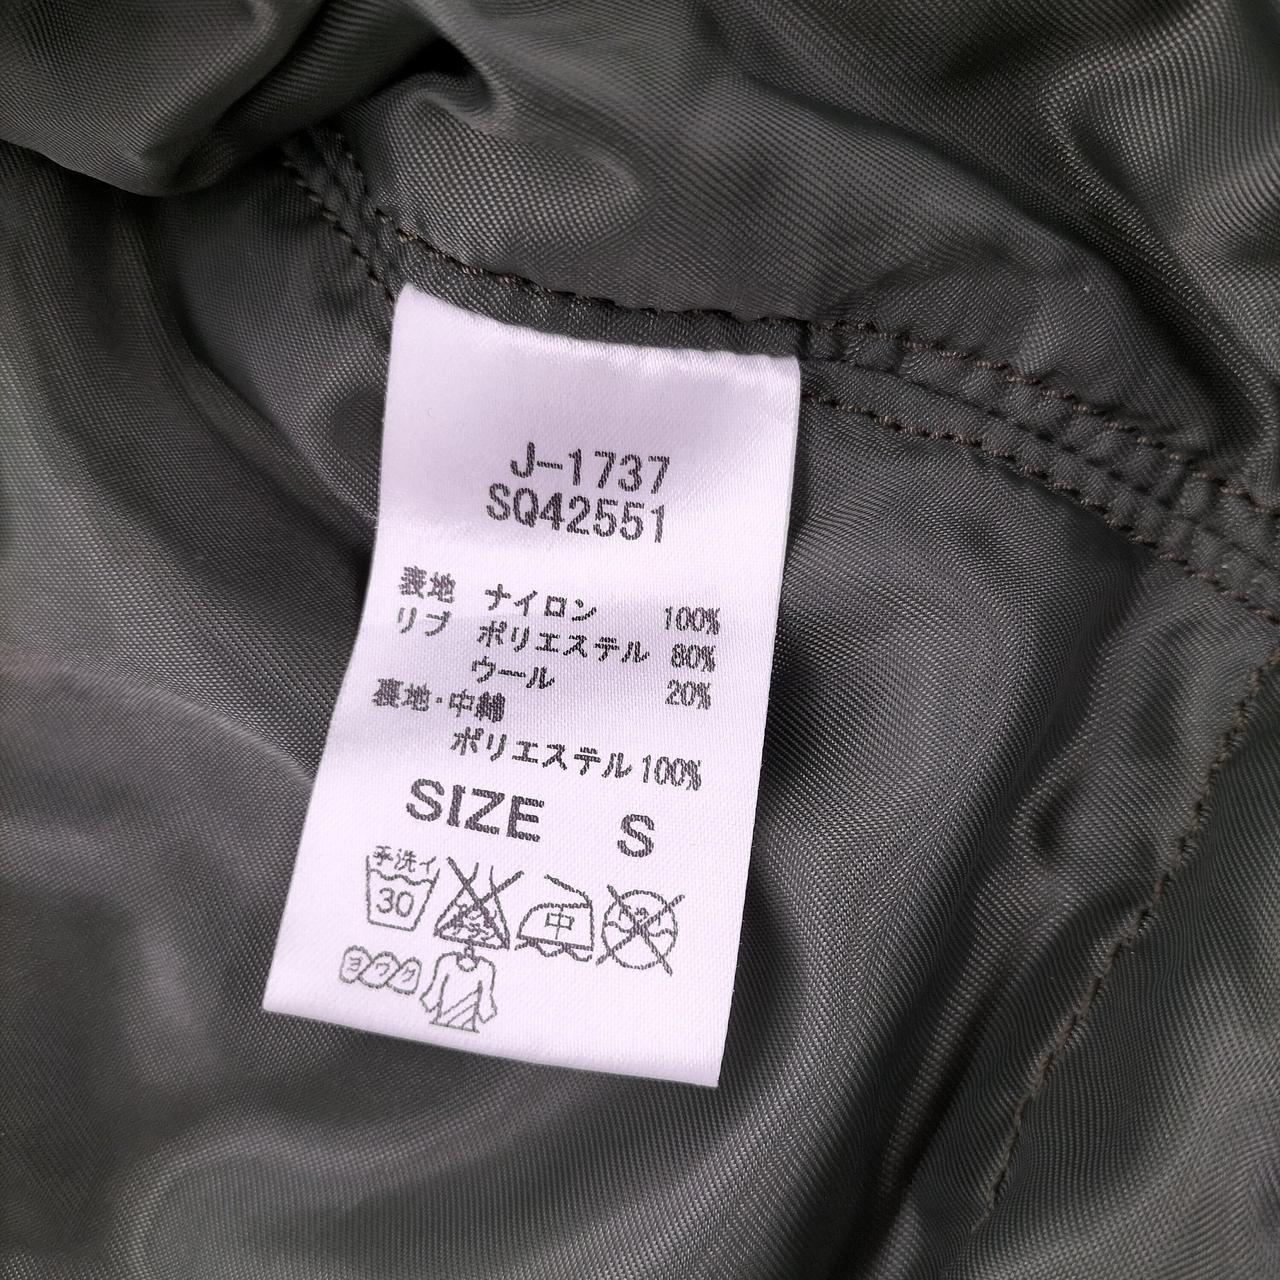 J-1737
SQ42551
表地 ナイロン 100%
リブ ポリエステル 80%
ウール 20%
裏地・中綿
ポリエステル100%
SIZE S
手洗イ
30
中
ヨワク